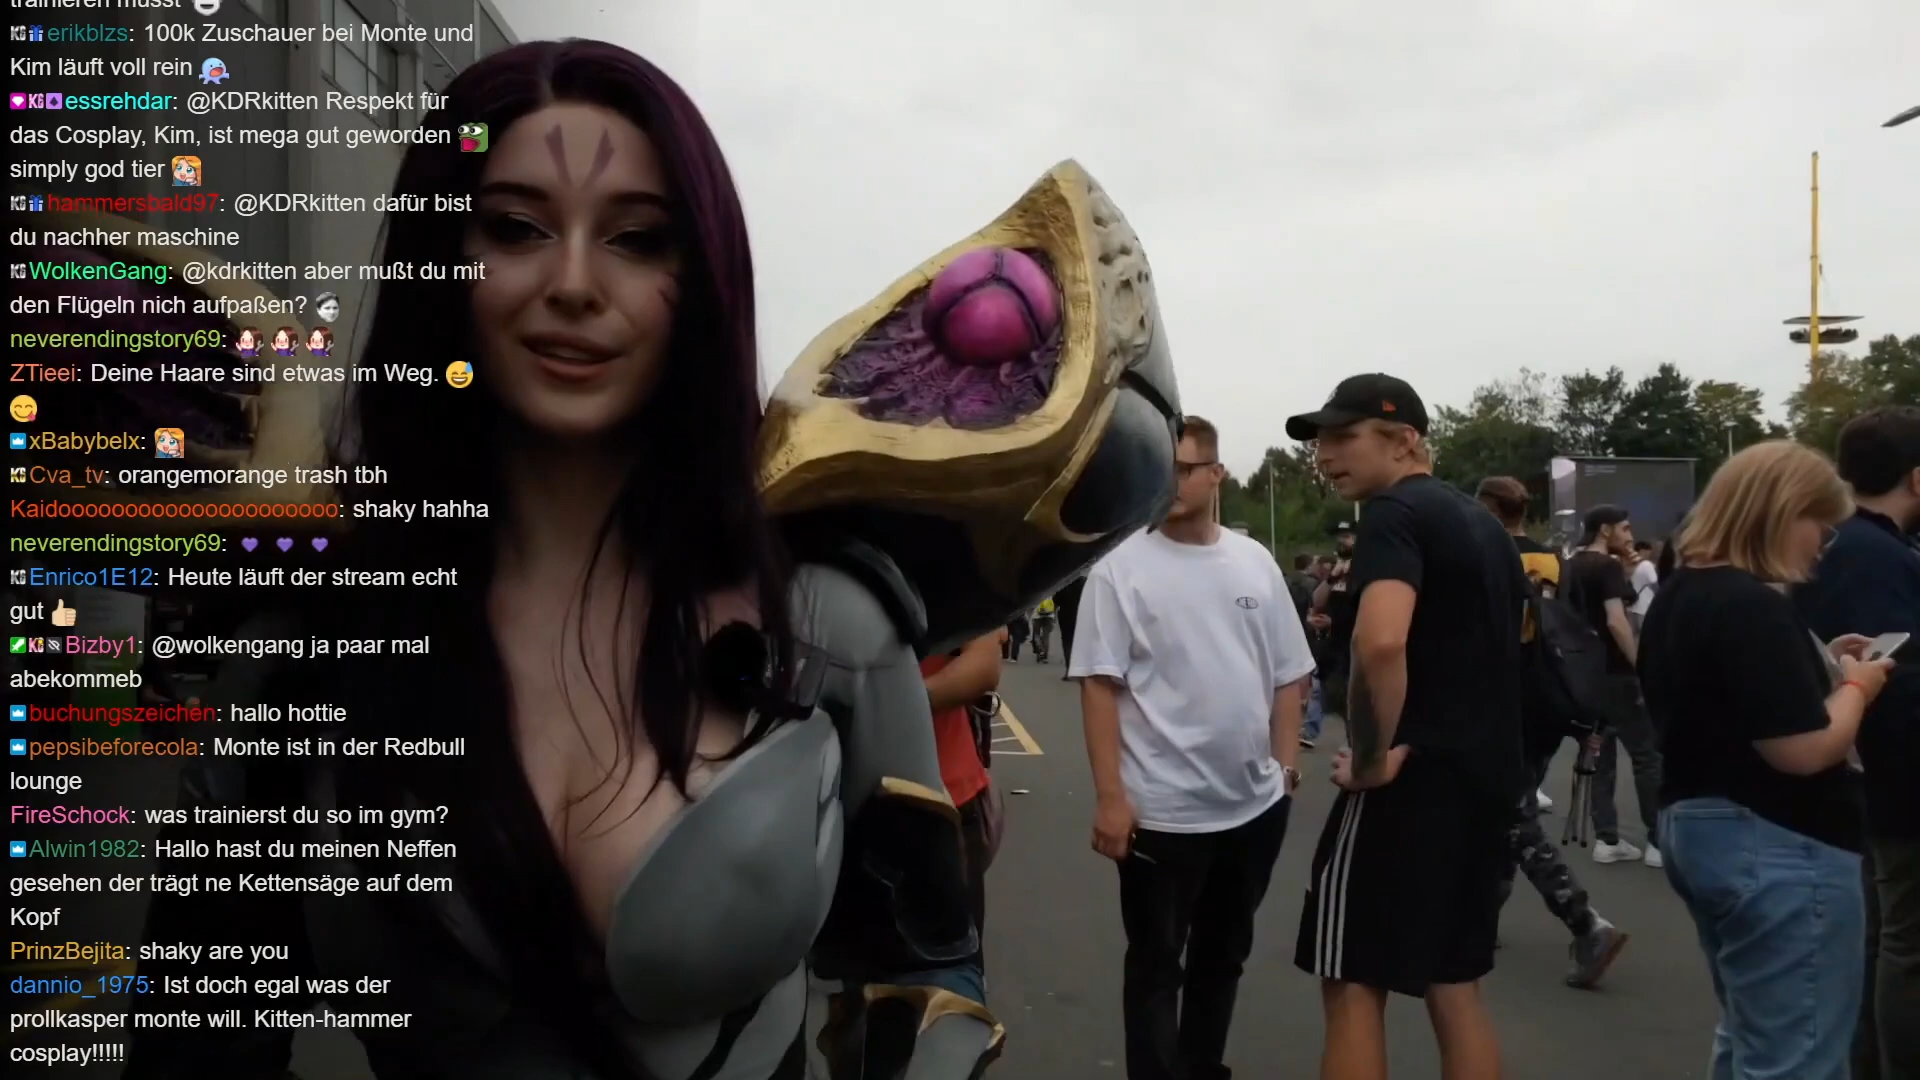 trainieren musst
erikblzs: 100k Zuschauer bei Monte und
Kim läuft voll rein
essrehdar: @KDRkitten Respekt für
das Cosplay, Kim, ist mega gut geworden
simply god tier
hammersbald97: @KDRkitten dafür bist
du nachher maschine
WolkenGang: @kdrkitten aber mußt du mit
den Flügeln nich aufpaßen?
neverendingstory69:
ZTieei: Deine Haare sind etwas im Weg.
xBabybelx:
Cva_tv: orangemorange trash tbh
Kaidooooooooooooooooooooo: shaky hahha
neverendingstory69:
Enrico1E12: Heute läuft der stream echt
gut
Bizby1: @wolkengang ja paar mal
abekommeb
buchungszeichen: hallo hottie
pepsibeforecola: Monte ist in der Redbull
lounge
FireSchock: was trainierst du so im gym?
Alwin1982: Hallo hast du meinen Neffen
gesehen der trägt ne Kettensäge auf dem
Kopf
PrinzBejita: shaky are you
dannio_1975: Ist doch egal was der
prollkasper monte will. Kitten-hammer
cosplay!!!!!